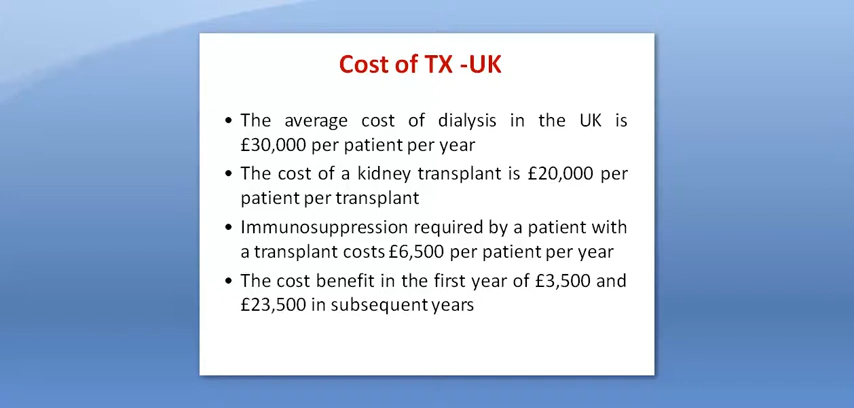 Cost of TX -UK
• The average cost of dialysis in the UK is
£30,000 per patient per year
• The cost of a kidney transplant is £20,000 per
patient per transplant
• Immunosuppression required by a patient with
a transplant costs £6,500 per patient per year
• The cost benefit in the first year of £3,500 and
£23,500 in subsequent years